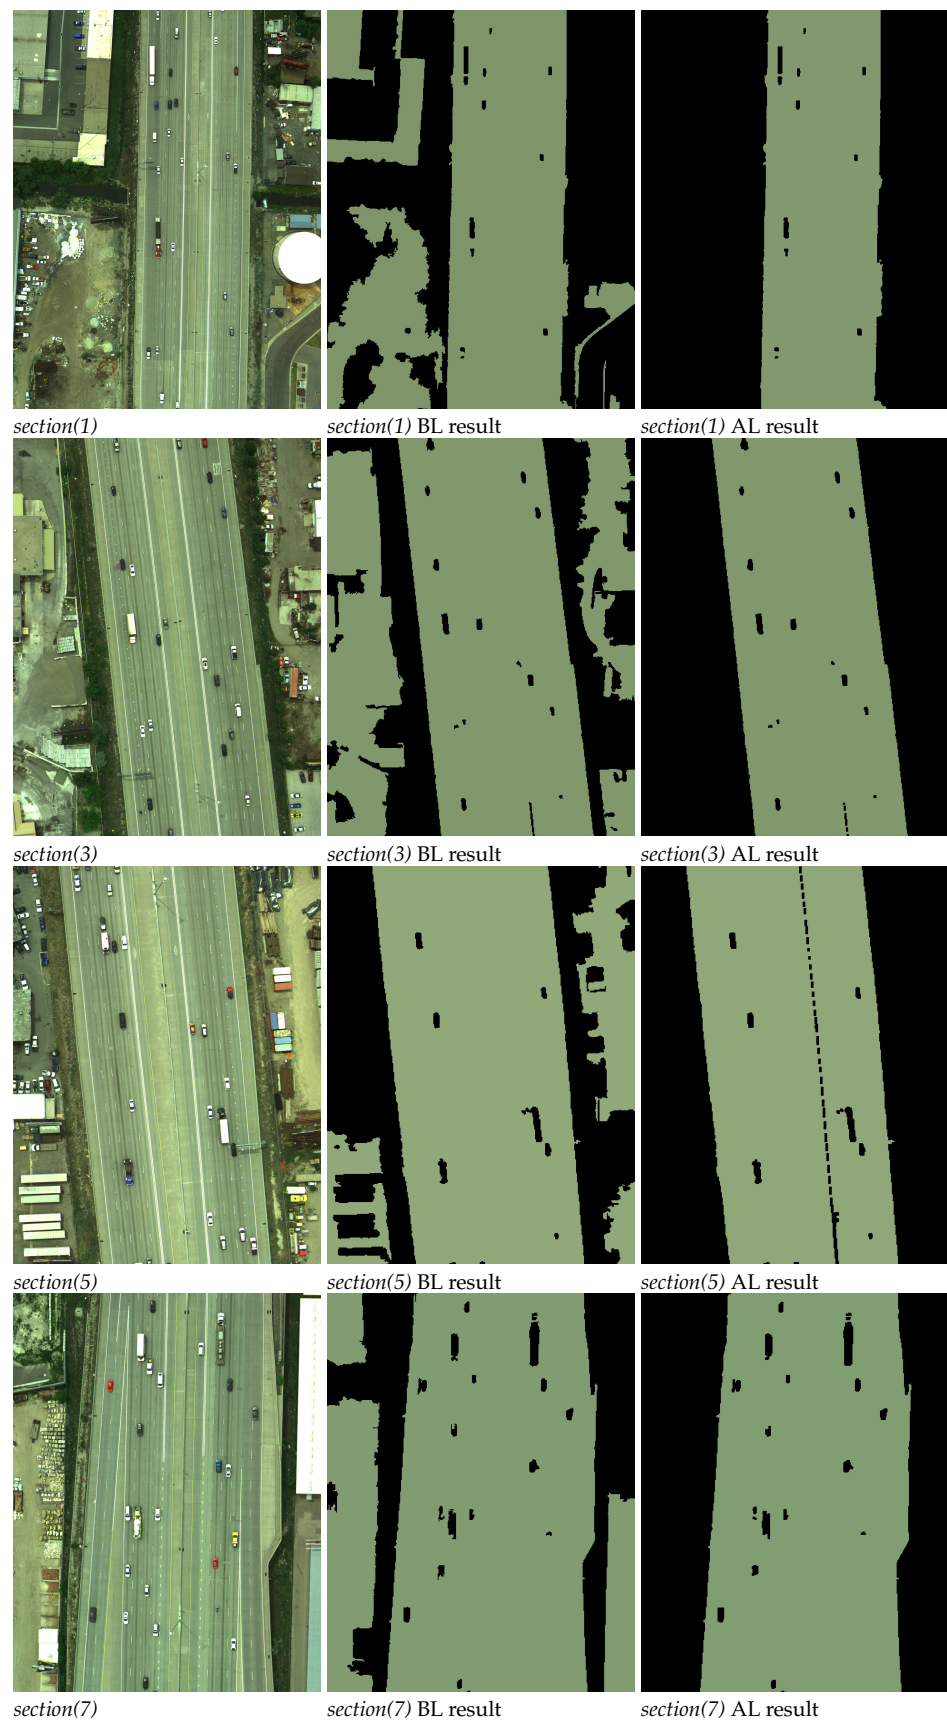 section(1)
section(1) BL result
section(1) AL result
section(3)
section(3) BL result
section(3) AL result
section(5)
section(5) BL result
section(5) AL result
section(7)
section(7) BL result
section(7) AL result